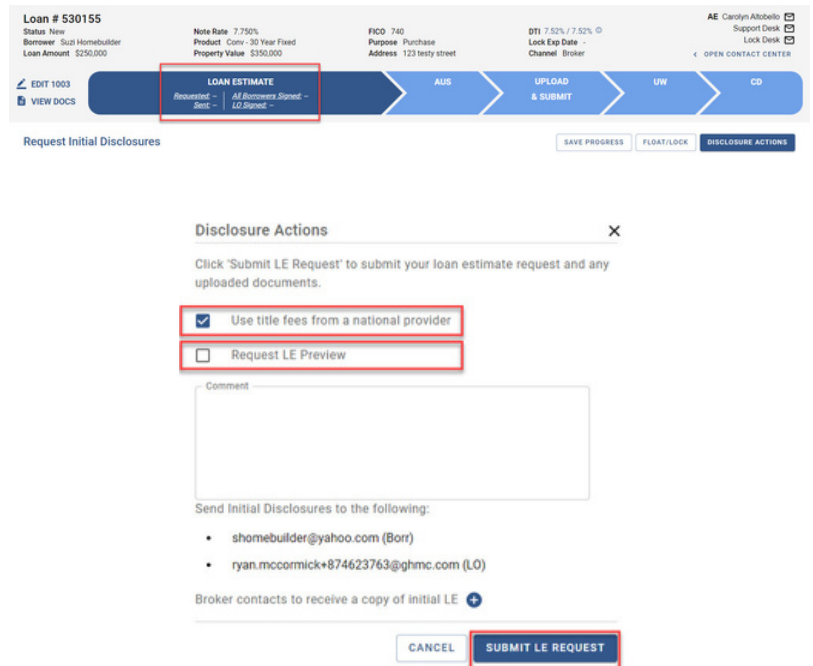 Loan # 530155
Status New
Borrower Suzi Homebuilder
Loan Amount $250,000
Note Rate 7.750%
Product Conv - 30 Year Fixed
Property Value $350,000
FICO 740
Purpose Purchase
Address 123 testy street
DTI 7.52% / 7.52%
Lock Exp Date -
Channel Broker
AE Carolyn Altobello
Support Desk
Lock Desk
< OPEN CONTACT CENTER
EDIT 1003
VIEW DOCS
LOAN ESTIMATE
Requested: – All Borrowers Signed: –
Sent: – LO Signed: –
AUS
UPLOAD
& SUBMIT
UW
CD
Request Initial Disclosures
SAVE PROGRESS
FLOAT/LOCK
DISCLOSURE ACTIONS
Disclosure Actions
Click 'Submit LE Request' to submit your loan estimate request and any
uploaded documents.
Use title fees from a national provider
Request LE Preview
Comment
Send Initial Disclosures to the following:
• shomebuilder@yahoo.com (Borr)
• ryan.mccormick+874623763@ghmc.com (LO)
Broker contacts to receive a copy of initial LE
CANCEL
SUBMIT LE REQUEST